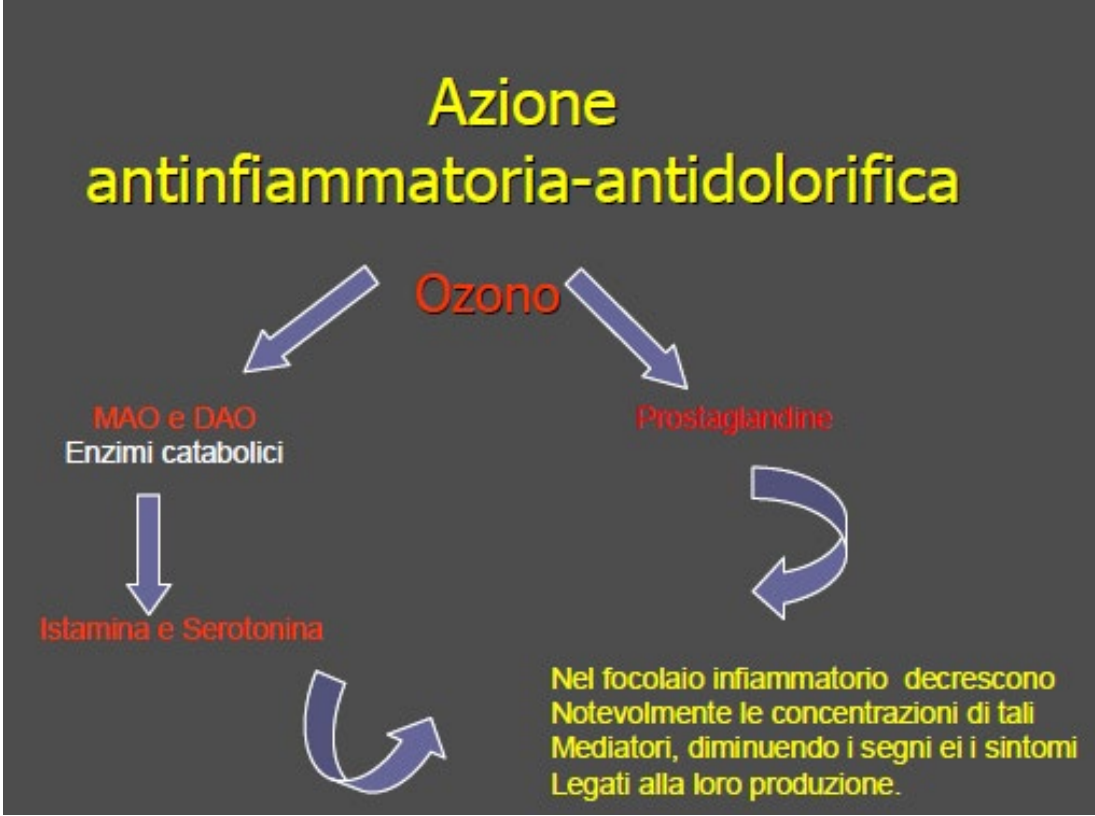 Azione
antinfiammatoria-antidolorifica
Ozono
MAO e DAO
Enzimi catabolici
Prostaglandine
Istamina e Serotonina
Nel focolaio infiammatorio decrescono
Notevolmente le concentrazioni di tali
Mediatori, diminuendo i segni ei i sintomi
Legati alla loro produzione.